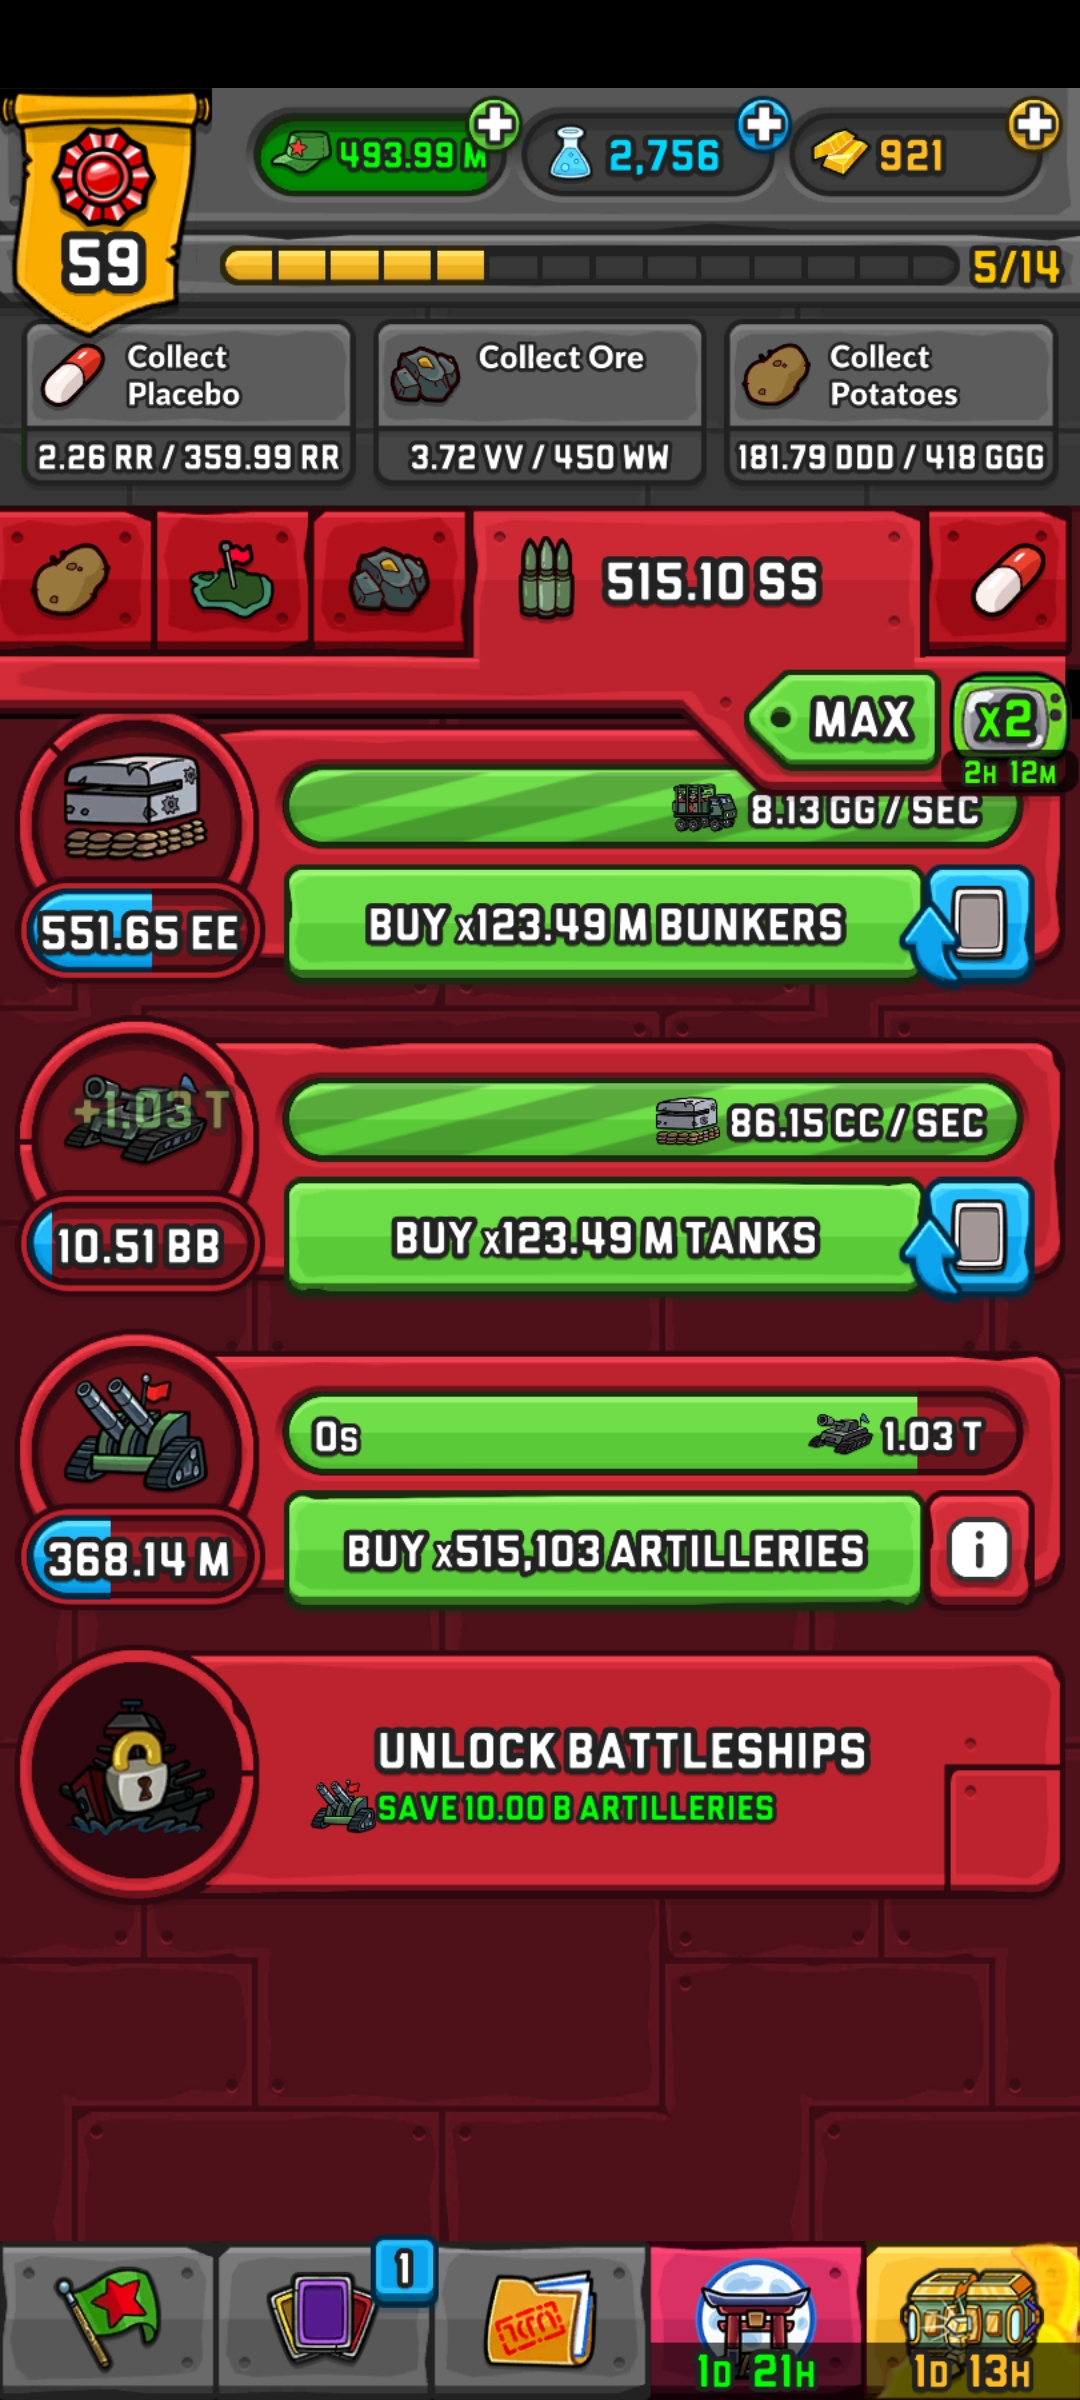 493.99 M
2,756
921
59
5/14
Collect
Placebo
2.26 RR / 359.99 RR
Collect Ore
3.72 VV / 450 WW
Collect
Potatoes
181.79 DDD / 418 GGG
515.10 SS
MAX
x2
2H 12M
8.13 GG / SEC
551.65 EE
BUY x123.49 M BUNKERS
+1.03 T
86.15 CC / SEC
10.51 BB
BUY x123.49 M TANKS
0s
1.03 T
368.14 M
BUY x515,103 ARTILLERIES
i
UNLOCK BATTLESHIPS
SAVE 10.00 B ARTILLERIES
1
1D 21H
1D 13H